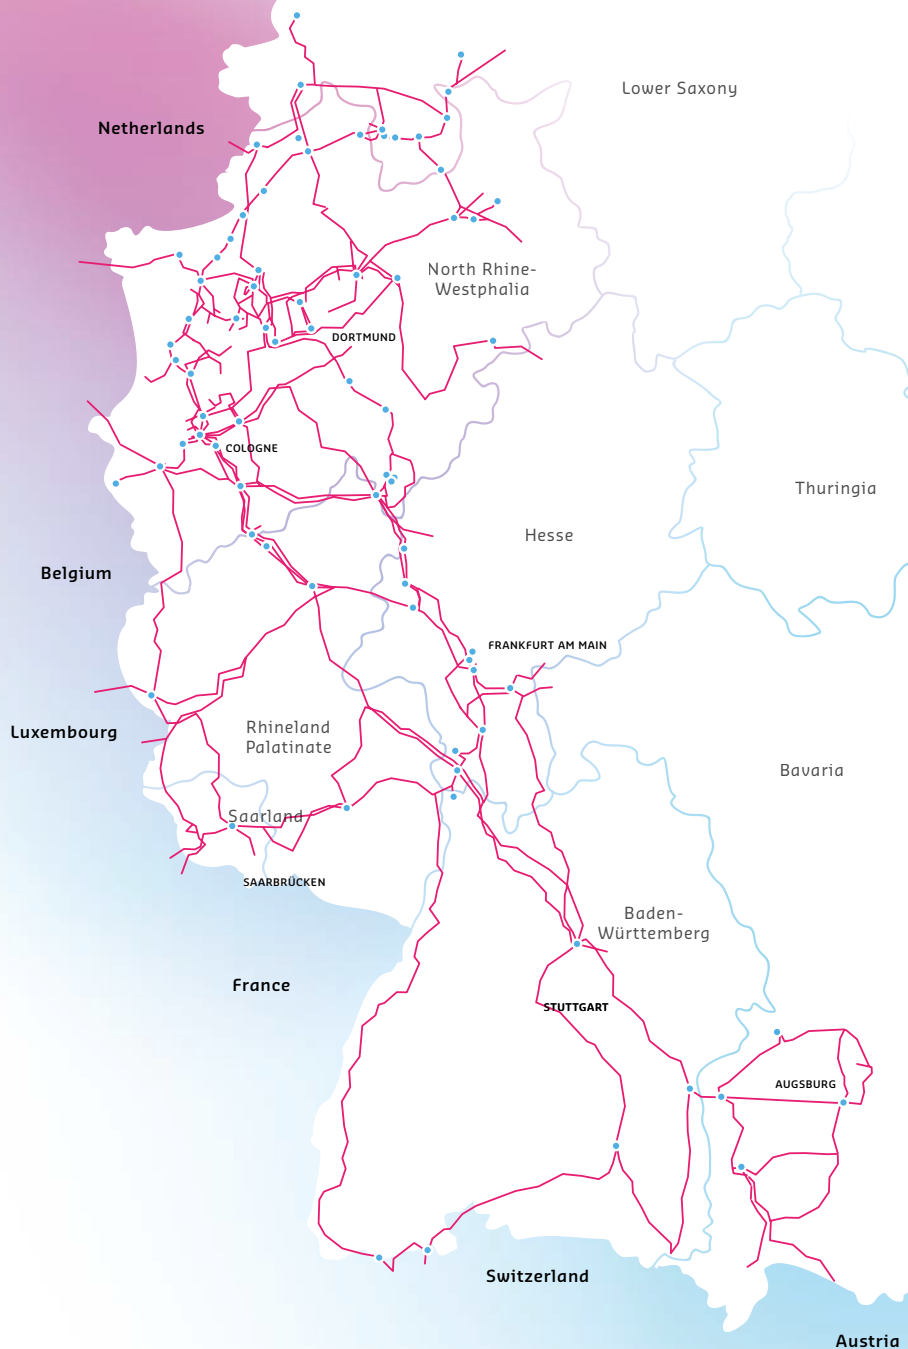 Lower Saxony
Netherlands
North Rhine-
Westphalia
DORTMUND
COLOGNE
Thuringia
Hesse
Belgium
FRANKFURT AM MAIN
Luxembourg
Rhineland
Palatinate
Bavaria
Saarland
SAARBRÜCKEN
Baden-
Württemberg
France
STUTTGART
AUGSBURG
Switzerland
Austria